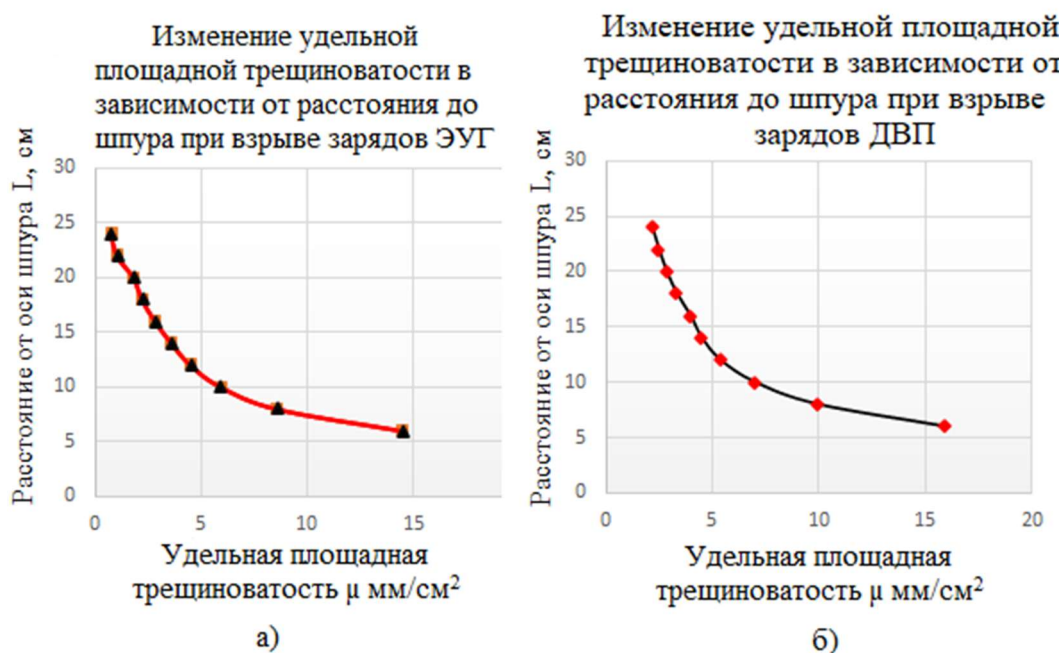 Изменение удельной
площадной трещиноватости в
зависимости от расстояния до
шпура при взрыве зарядов ЭУГ
Расстояние от оси шпура L, см
30
25
20
15
10
5
0
0 5 10 15
Удельная площадная
трещиноватость μ мм/см²
а)
Изменение удельной площадной
трещиноватости в зависимости от
расстояния до шпура при взрыве
зарядов ДВП
Расстояние от оси шпура L, см
30
25
20
15
10
5
0
0 5 10 15 20
Удельная площадная
трещиноватость μ мм/см²
б)